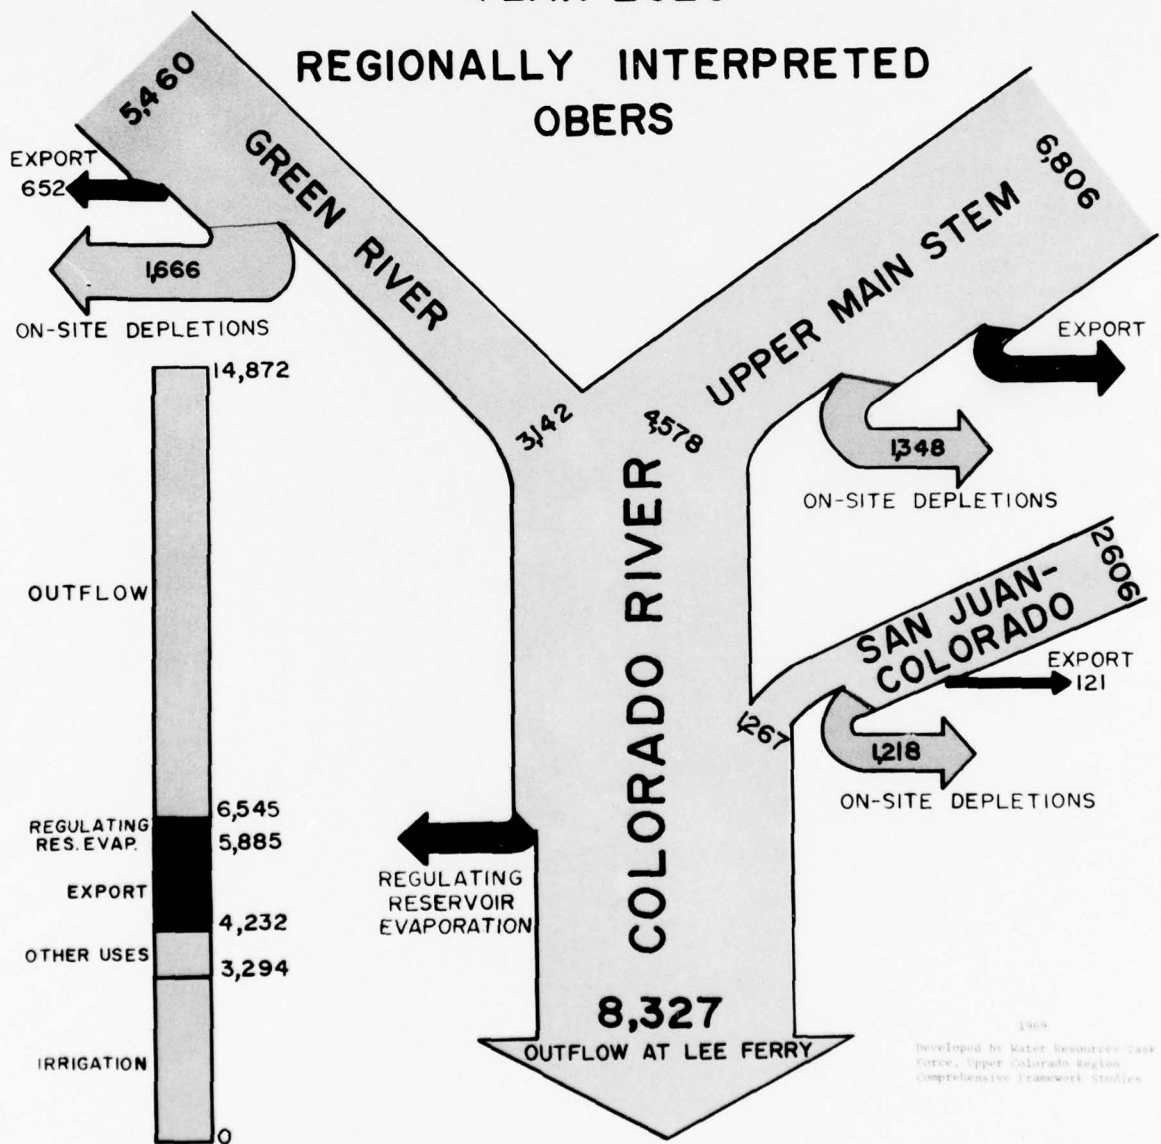 REGIONALLY INTERPRETED
OBERS
5,460
GREEN RIVER
EXPORT
652
1,666
ON-SITE DEPLETIONS
3,142
6,806
UPPER MAIN STEM
EXPORT
4,578
1,348
ON-SITE DEPLETIONS
2606
SAN JUAN-
COLORADO
EXPORT
121
1,267
1,218
ON-SITE DEPLETIONS
COLORADO RIVER
REGULATING
RESERVOIR
EVAPORATION
8,327
OUTFLOW AT LEE FERRY
14,872
OUTFLOW
6,545
REGULATING
RES. EVAP.
5,885
EXPORT
4,232
OTHER USES
3,294
IRRIGATION
0
1969
Developed by Water Resources Task
Force, Upper Colorado Region
Comprehensive Framework Studies